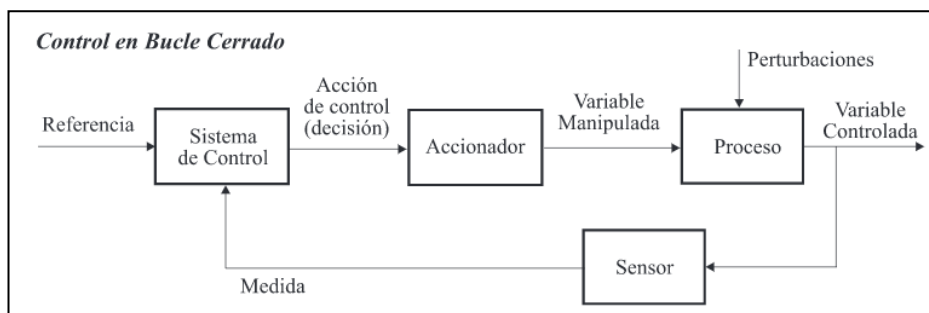 Control en Bucle Cerrado
Perturbaciones
Referencia
Sistema
de Control
Acción
de control
(decisión)
Accionador
Variable
Manipulada
Proceso
Variable
Controlada
Sensor
Medida